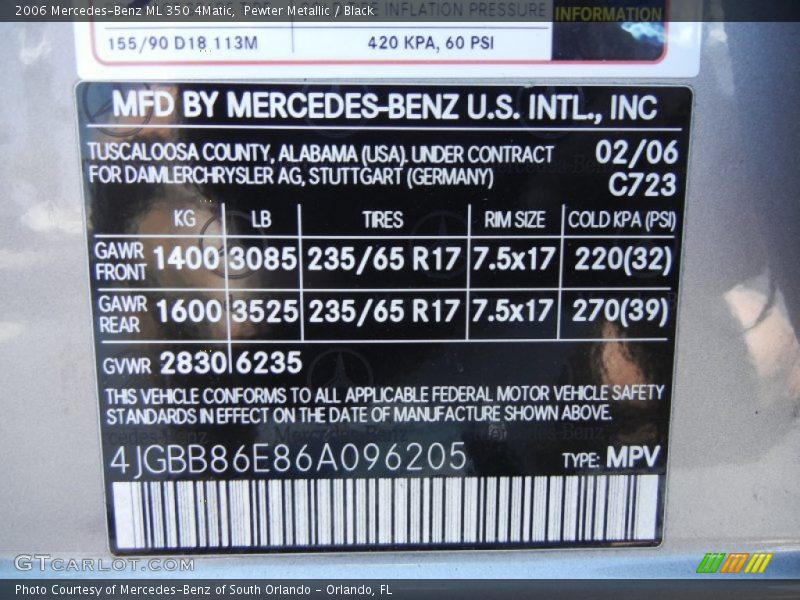 2006 Mercedes-Benz ML 350 4Matic, Pewter Metallic / Black
INFLATION PRESSURE INFORMATION
155/90 D18 113M 420 KPA, 60 PSI
MFD BY MERCEDES-BENZ U.S. INTL., INC
TUSCALOOSA COUNTY, ALABAMA (USA). UNDER CONTRACT 02/06
FOR DAIMLERCHRYSLER AG, STUTTGART (GERMANY) C723
KG LB TIRES RIM SIZE COLD KPA (PSI)
GAWR FRONT 1400 3085 235/65 R17 7.5x17 220(32)
GAWR REAR 1600 3525 235/65 R17 7.5x17 270(39)
GVWR 2830 6235
THIS VEHICLE CONFORMS TO ALL APPLICABLE FEDERAL MOTOR VEHICLE SAFETY
STANDARDS IN EFFECT ON THE DATE OF MANUFACTURE SHOWN ABOVE.
4JGBB86E86A096205 TYPE: MPV
GTCARLOT.COM
Photo Courtesy of Mercedes-Benz of South Orlando - Orlando, FL